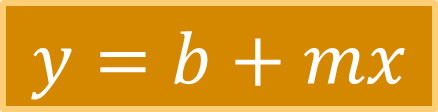 y = b + mx